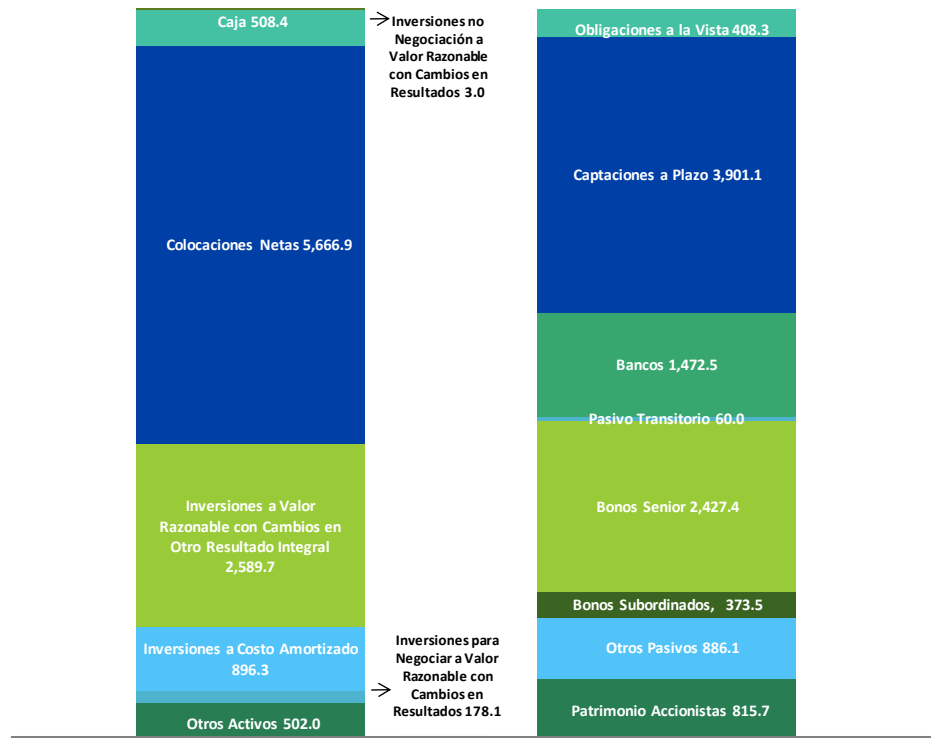 Caja 508.4
Inversiones no
Negociación a
Valor Razonable
con Cambios en
Resultados 3.0
Colocaciones Netas 5,666.9
Inversiones a Valor
Razonable con Cambios en
Otro Resultado Integral
2,589.7
Inversiones a Costo Amortizado
896.3
Inversiones para
Negociar a Valor
Razonable con
Cambios en
Resultados 178.1
Otros Activos 502.0
Obligaciones a la Vista 408.3
Captaciones a Plazo 3,901.1
Bancos 1,472.5
Pasivo Transitorio 60.0
Bonos Senior 2,427.4
Bonos Subordinados, 373.5
Otros Pasivos 886.1
Patrimonio Accionistas 815.7